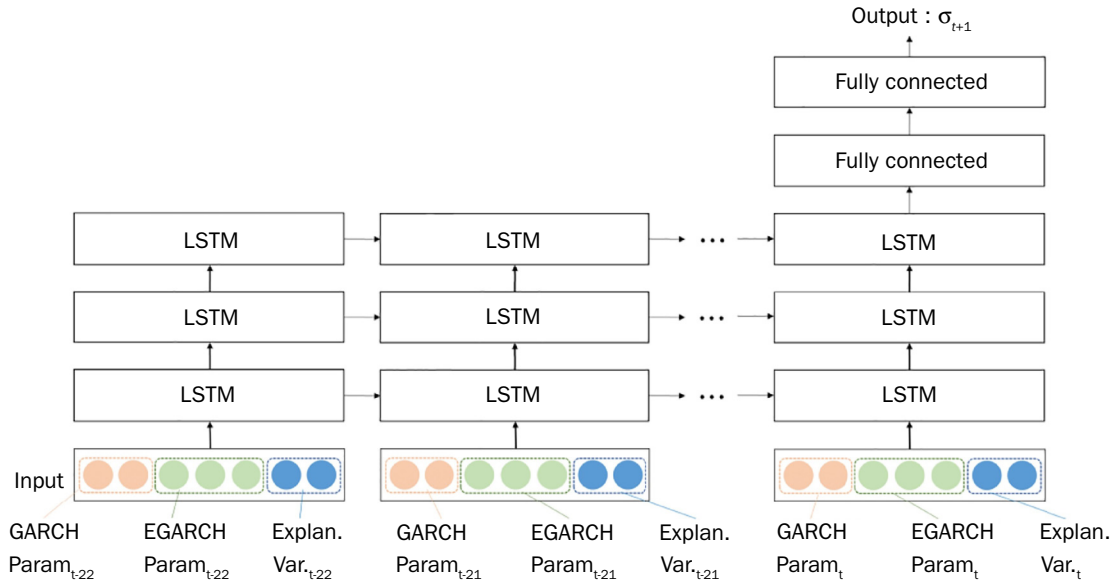 Output : σt+1
Fully connected
Fully connected
LSTM LSTM ... LSTM
LSTM LSTM ... LSTM
LSTM LSTM ... LSTM
Input
GARCH EGARCH Explan. GARCH EGARCH Explan. GARCH EGARCH Explan.
Paramt-22 Paramt-22 Var.t-22 Paramt-21 Paramt-21 Var.t-21 Paramt Paramt Var.t